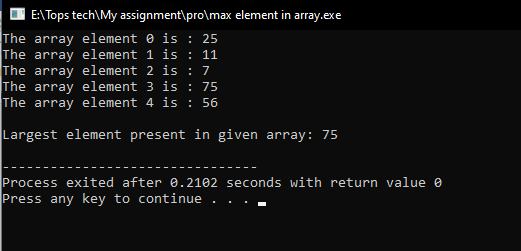 E:\Tops tech\My assignment\pro\max element in array.exe
The array element 0 is : 25
The array element 1 is : 11
The array element 2 is : 7
The array element 3 is : 75
The array element 4 is : 56
Largest element present in given array: 75
--------------------------------
Process exited after 0.2102 seconds with return value 0
Press any key to continue . . .